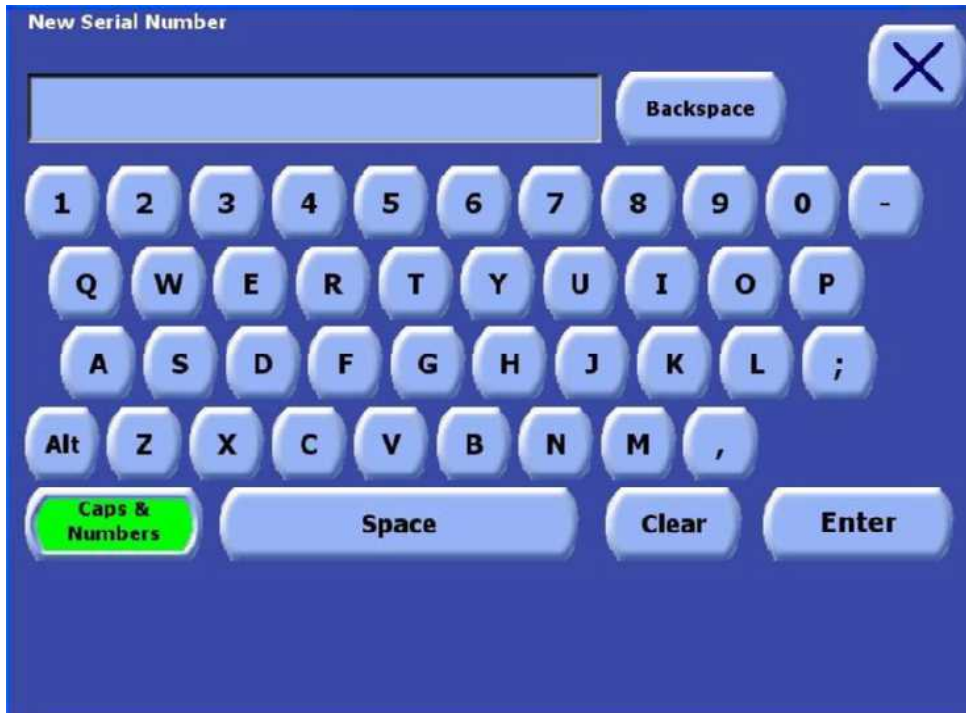 New Serial Number
Backspace
1 2 3 4 5 6 7 8 9 0 -
Q W E R T Y U I O P
A S D F G H J K L ;
Alt Z X C V B N M ,
Caps &
Numbers
Space Clear Enter